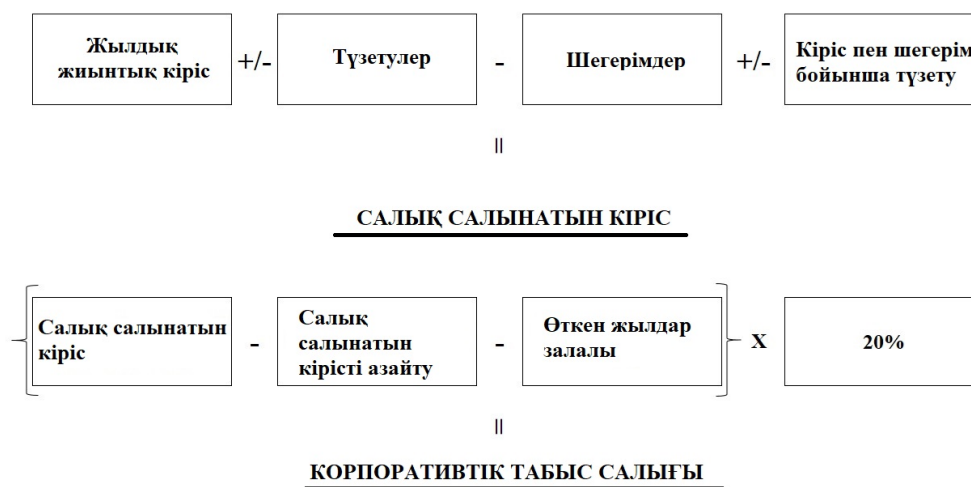 Жылдық
жиынтық кіріс
+/-
Түзетулер
-
Шегерімдер
+/-
Кіріс пен шегерім
бойынша түзету
=
САЛЫҚ САЛЫНАТЫН КІРІС
Салық салынатын
кіріс
-
Салық
салынатын
кірісті азайту
-
Өткен жылдар
залалы
X
20%
=
КОРПОРАТИВТІК ТАБЫС САЛЫҒЫ